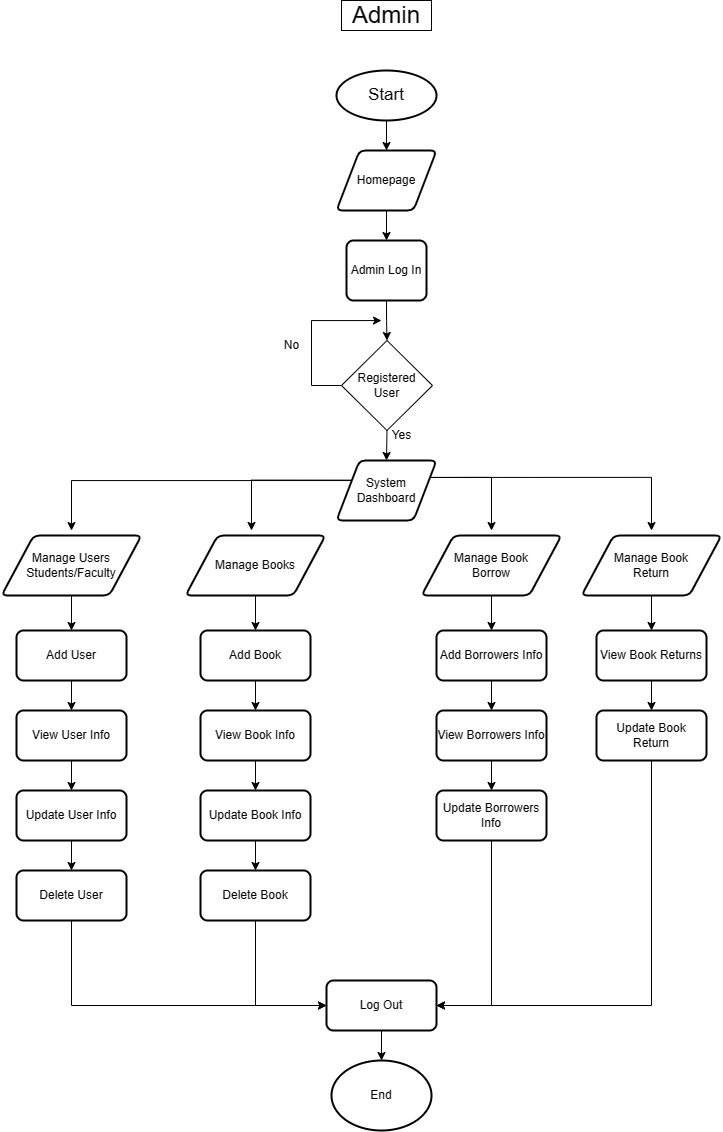 Admin
Start
Homepage
Admin Log In
No
Registered
User
Yes
System
Dashboard
Manage Users
Students/Faculty
Manage Books
Manage Book
Borrow
Manage Book
Return
Add User
Add Book
Add Borrowers Info
View Book Returns
View User Info
View Book Info
View Borrowers Info
Update Book
Return
Update User Info
Update Book Info
Update Borrowers
Info
Delete User
Delete Book
Log Out
End